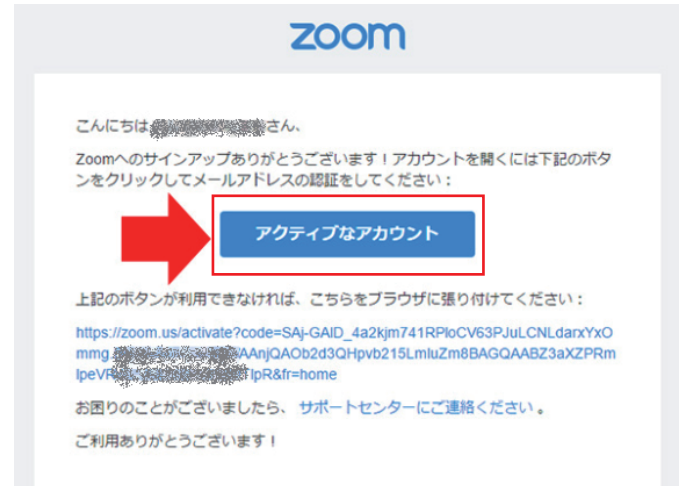 zoom
こんにちは さん、
Zoomへのサインアップありがとうございます！アカウントを開くには下記のボタ
ンをクリックしてメールアドレスの認証をしてください：
アクティブなアカウント
上記のボタンが利用できなければ、こちらをブラウザに張り付けてください：
https://zoom.us/activate?code=SAj-GAlD_4a2kjm741RPloCV63PJuLCNLdarxYxO
mmg. AAnjQAOb2d3QHpvb215LmluZm8BAGQAABZ3aXZPRm
lpeVR lpR&fr=home
お困りのことがございましたら、 サポートセンターにご連絡ください 。
ご利用ありがとうございます！